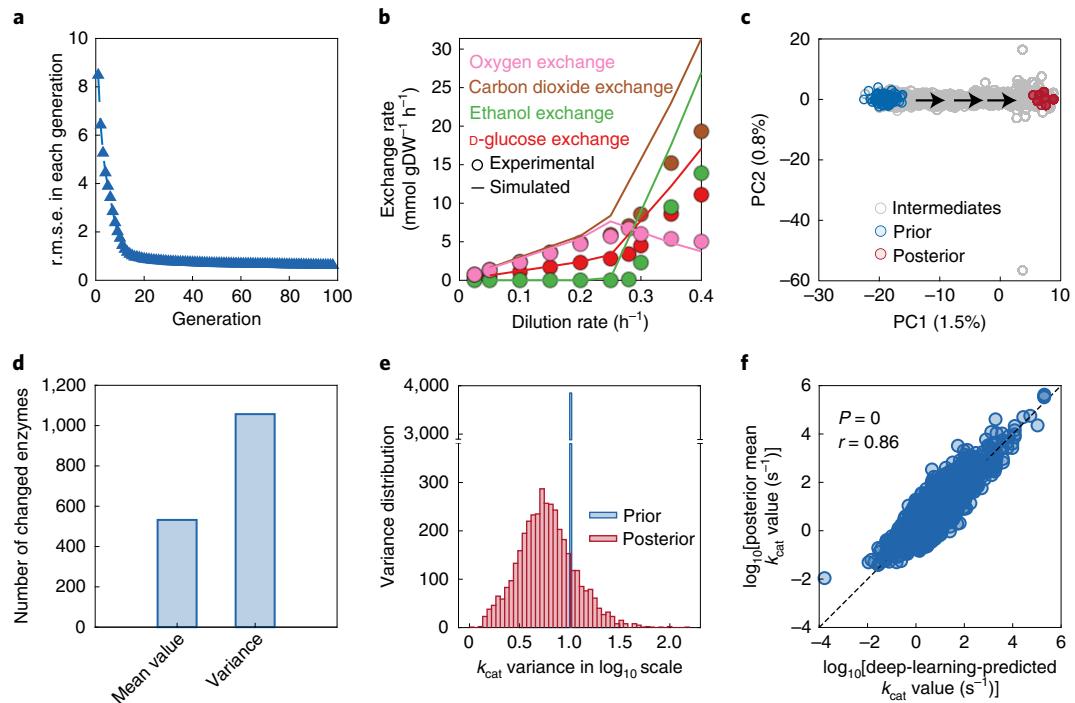 a
10
8
6
4
2
0
r.m.s.e. in each generation
0 20 40 60 80 100
Generation
b
30
25
20
15
10
5
0
Exchange rate
(mmol gDW⁻¹ h⁻¹)
Oxygen exchange
Carbon dioxide exchange
Ethanol exchange
D-glucose exchange
Experimental
Simulated
0 0.1 0.2 0.3 0.4
Dilution rate (h⁻¹)
c
20
0
−20
−40
−60
PC2 (0.8%)
Intermediates
Prior
Posterior
−30 −20 −10 0 10
PC1 (1.5%)
d
1,200
1,000
800
600
400
200
0
Number of changed enzymes
Mean value
Variance
e
4,000
3,000
300
200
100
0
Variance distribution
Prior
Posterior
0 0.5 1.0 1.5 2.0
kcat variance in log₁₀ scale
f
6
4
2
0
−2
−4
log₁₀[posterior mean
kcat value (s⁻¹)]
P = 0
r = 0.86
−4 −2 0 2 4 6
log₁₀[deep-learning-predicted
kcat value (s⁻¹)]